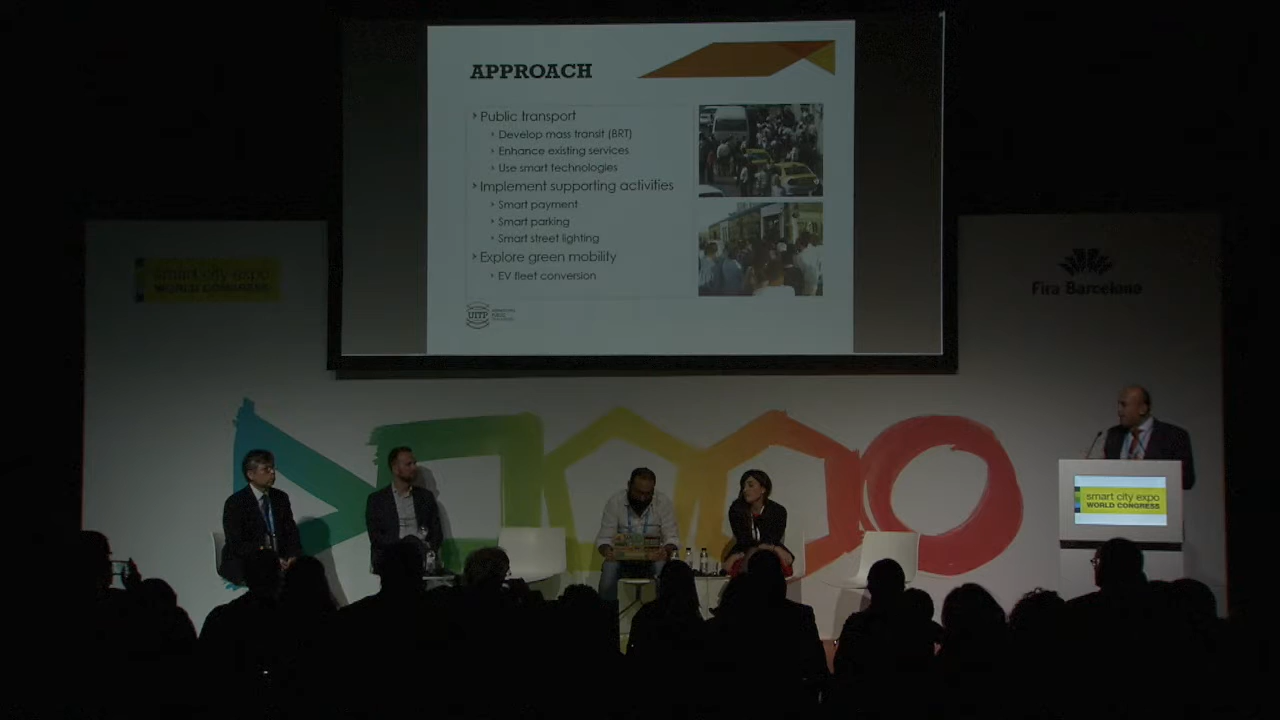 APPROACH
Public transport
Develop mass transit (BRT)
Enhance existing services
Use smart technologies
Implement supporting activities
Smart payment
Smart parking
Smart street lighting
Explore green mobility
EV fleet conversion
UITP
smart city expo
WORLD CONGRESS
Fira Barcelona
smart city expo
WORLD CONGRESS